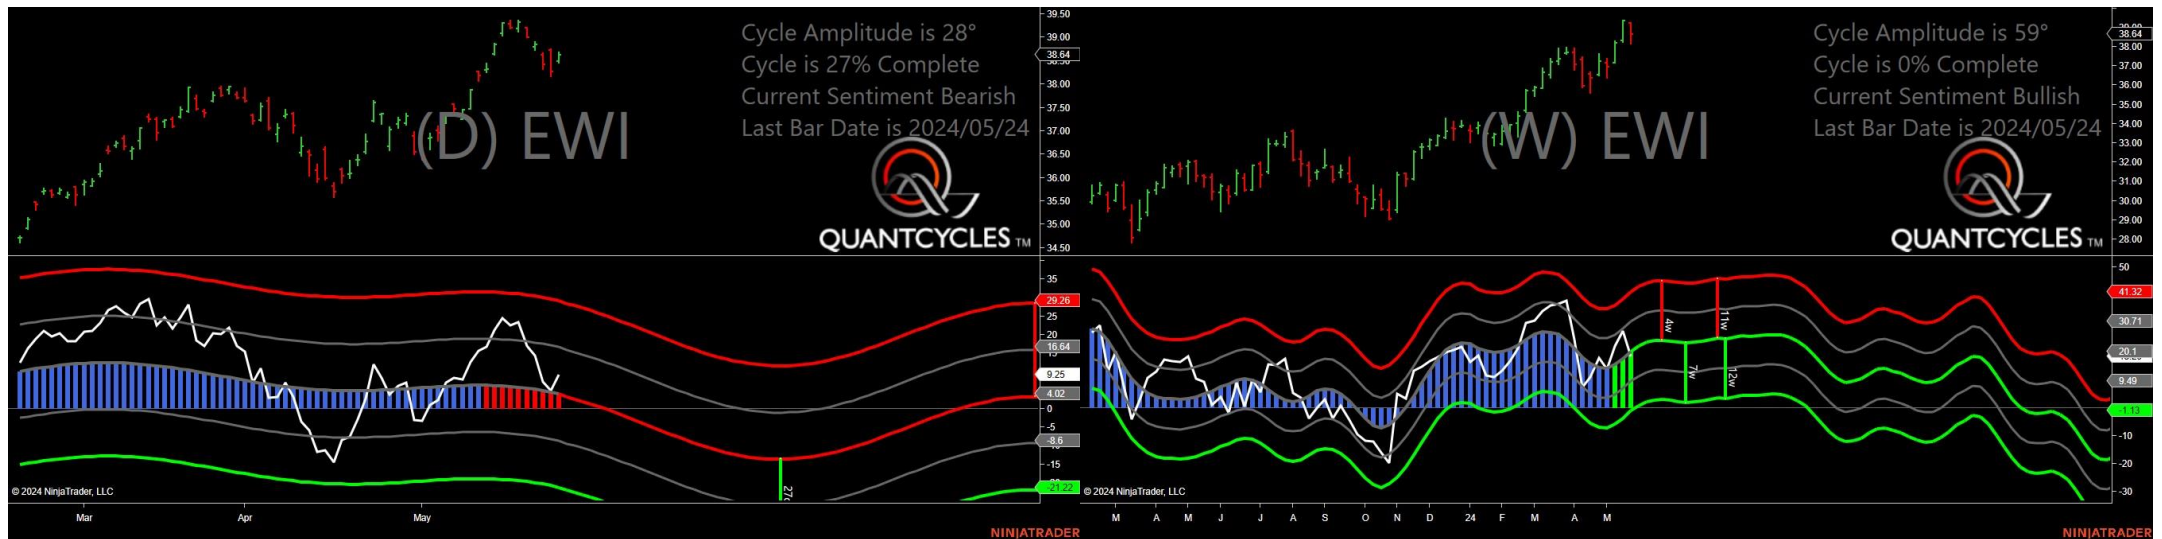 Cycle Amplitude is 28°
Cycle is 27% Complete
Current Sentiment Bearish
Last Bar Date is 2024/05/24
(D) EWI
QUANTCYCLES TM
39.50
39.00
38.64
38.00
37.50
37.00
36.50
36.00
35.50
35.00
34.50
35
29.26
25
20
16.64
9.25
4.02
0
-5
-8.6
-15
-21.22
© 2024 NinjaTrader, LLC
Mar
Apr
May
NINJATRADER
Cycle Amplitude is 59°
Cycle is 0% Complete
Current Sentiment Bullish
Last Bar Date is 2024/05/24
(W) EWI
QUANTCYCLES TM
38.64
38.00
37.00
35.00
34.00
33.00
32.00
31.00
30.00
29.00
28.00
50
41.32
30.71
20.1
9.49
-1.13
-10
-20
-30
4w
11w
7w
12w
© 2024 NinjaTrader, LLC
M A M J J A S O N D 24 F M A M
NINJATRADER